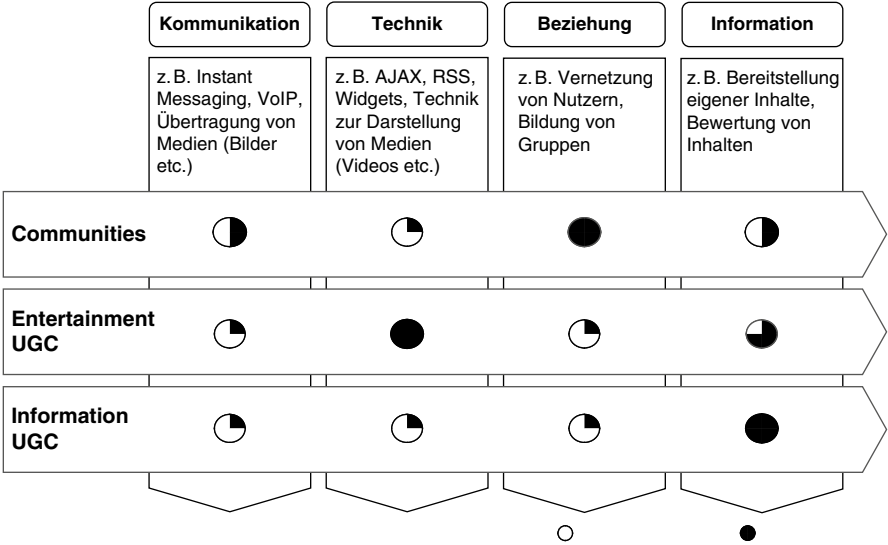 Kommunikation
Technik
Beziehung
Information
z. B. Instant
Messaging, VoIP,
Übertragung von
Medien (Bilder
etc.)
z. B. AJAX, RSS,
Widgets, Technik
zur Darstellung
von Medien
(Videos etc.)
z. B. Vernetzung
von Nutzern,
Bildung von
Gruppen
z. B. Bereitstellung
eigener Inhalte,
Bewertung von
Inhalten
Communities
Entertainment
UGC
Information
UGC